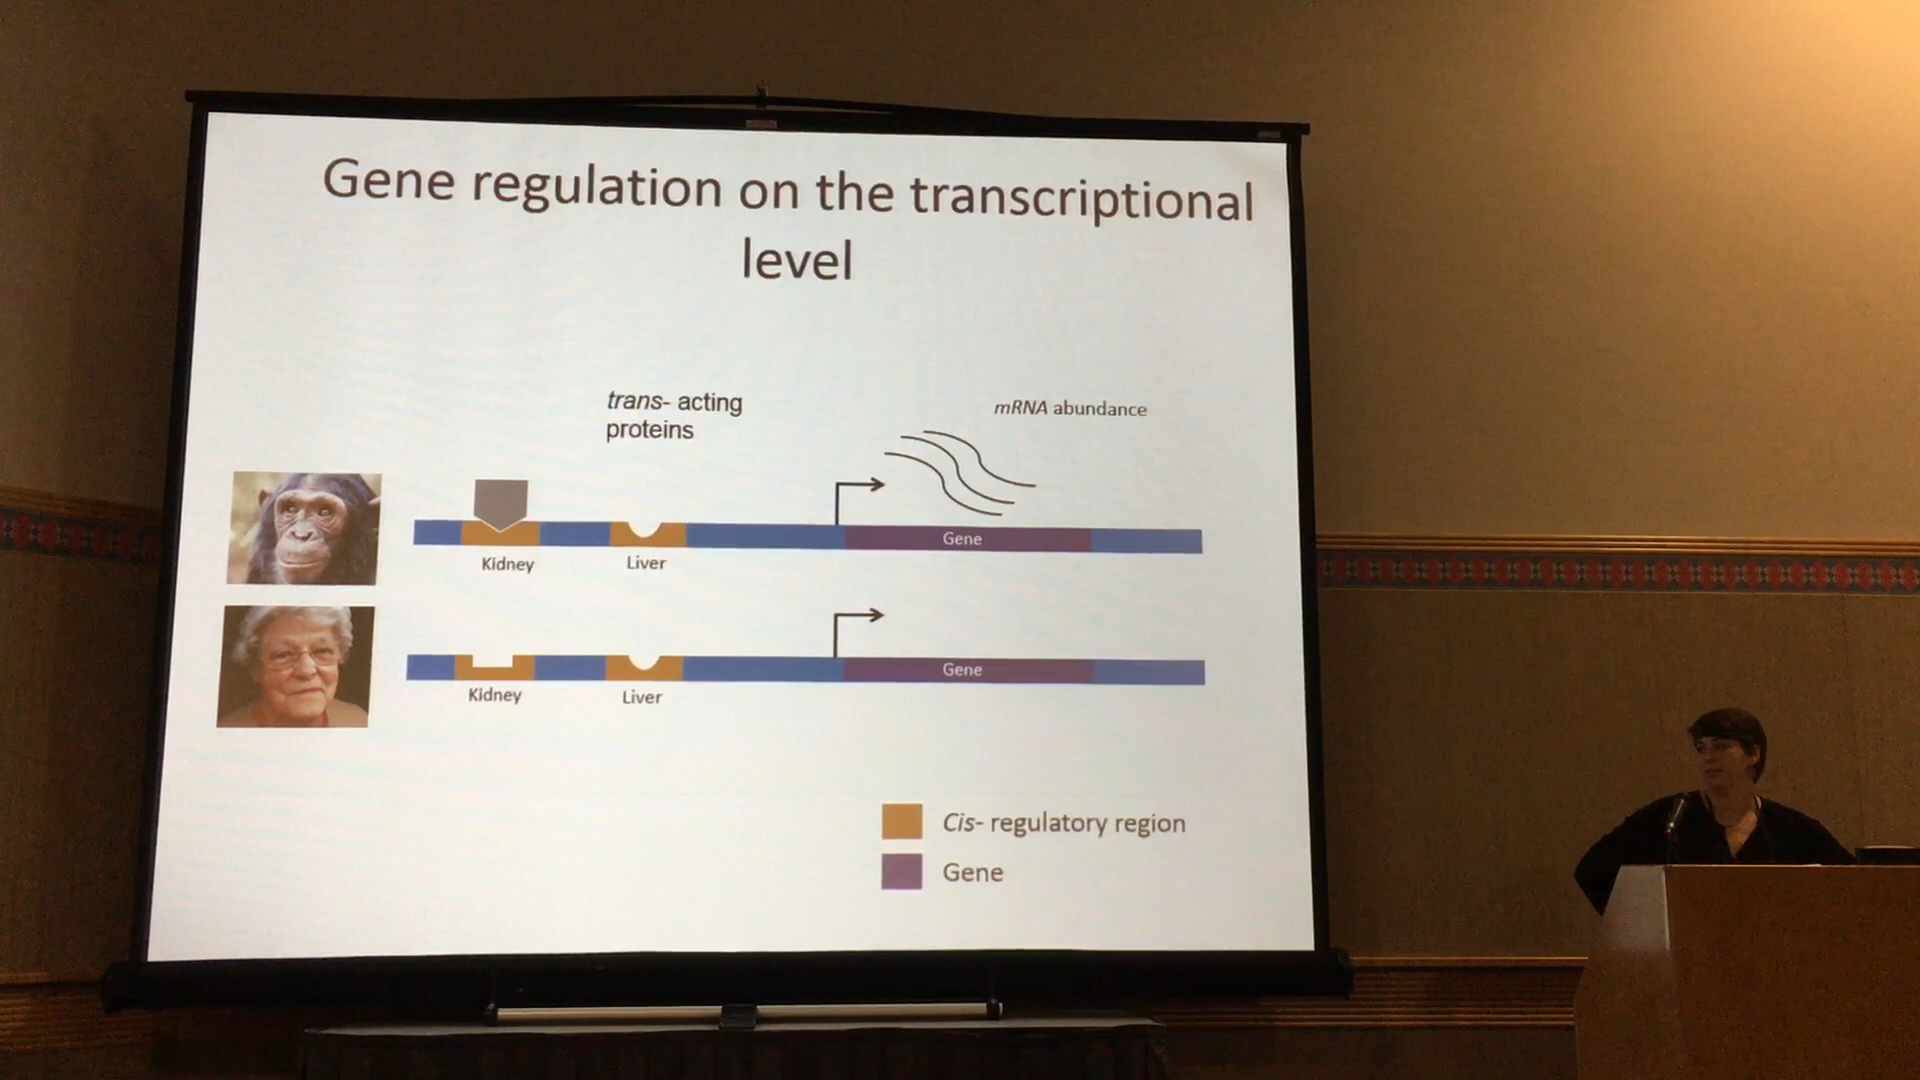 Gene regulation on the transcriptional
level
trans- acting
proteins
mRNA abundance
Gene
Kidney
Liver
Gene
Kidney
Liver
Cis- regulatory region
Gene